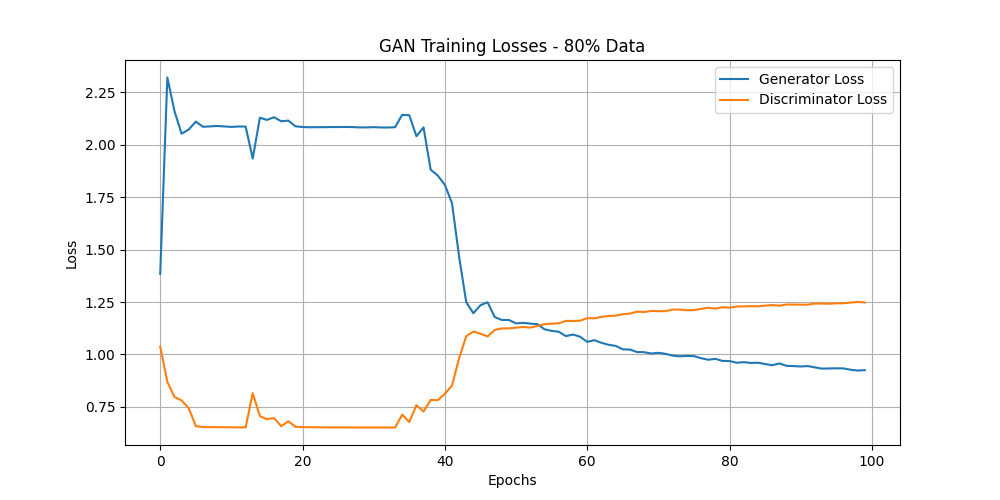 GAN Training Losses - 80% Data
Generator Loss
Discriminator Loss
2.25
2.00
1.75
1.50
1.25
1.00
0.75
Loss
0 20 40 60 80 100
Epochs